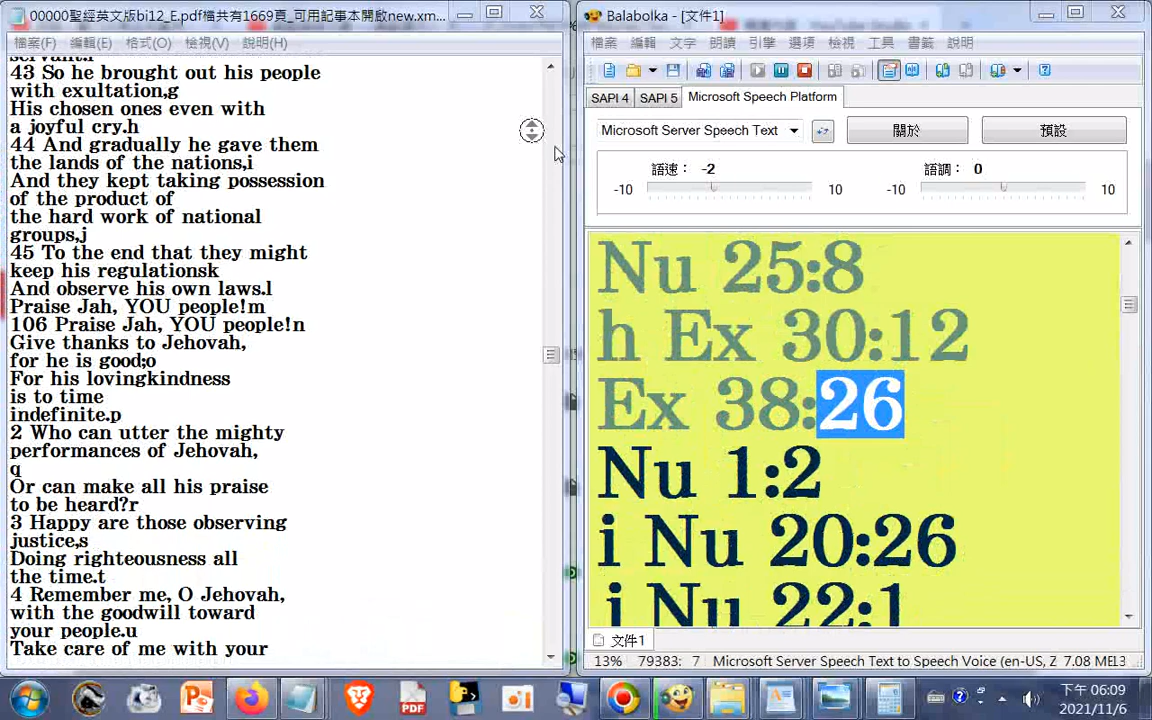 00000聖經英文版bi12_E.pdf檔共有1669頁_可用記事本開啟new.xm...
檔案(F) 編輯(E) 格式(O) 檢視(V) 說明(H)
servant.f
43 So he brought out his people
with exultation,g
His chosen ones even with
a joyful cry.h
44 And gradually he gave them
the lands of the nations,i
And they kept taking possession
of the product of
the hard work of national
groups,j
45 To the end that they might
keep his regulationsk
And observe his own laws.l
Praise Jah, YOU people!m
106 Praise Jah, YOU people!n
Give thanks to Jehovah,
for he is good;o
For his lovingkindness
is to time
indefinite.p
2 Who can utter the mighty
performances of Jehovah,
q
Or can make all his praise
to be heard?r
3 Happy are those observing
justice,s
Doing righteousness all
the time.t
4 Remember me, O Jehovah,
with the goodwill toward
your people.u
Take care of me with your
Balabolka - [文件1]
檔案 編輯 文字 朗讀 引擎 選項 檢視 工具 書籤 說明
SAPI 4 SAPI 5 Microsoft Speech Platform
Microsoft Server Speech Text 關於 預設
語速: -2 語調: 0
-10 10 -10 10
Nu 25:8
h Ex 30:12
Ex 38:26
Nu 1:2
i Nu 20:26
j Nu 22:1
文件1
13% 79383: 7 Microsoft Server Speech Text to Speech Voice (en-US, Z 7.08 МБ13
下午 06:09
2021/11/6